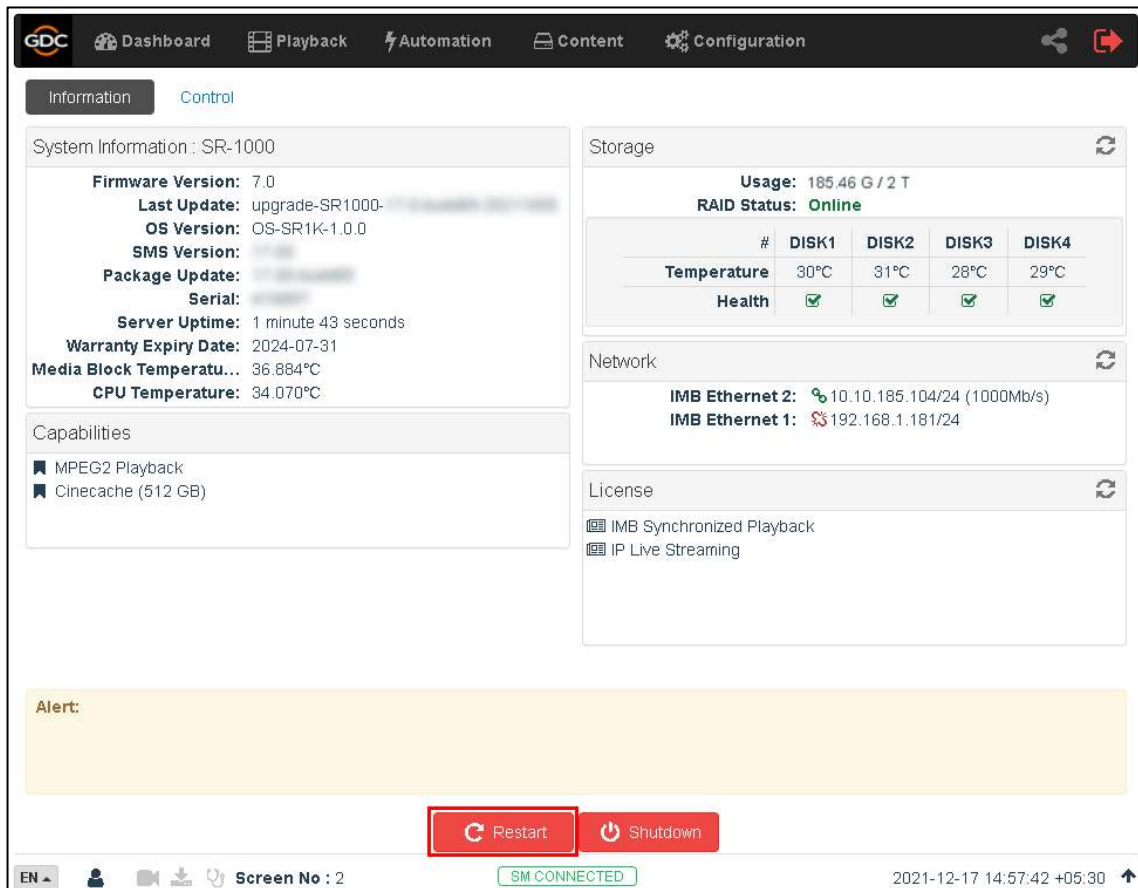 GDC Dashboard Playback Automation Content Configuration
Information Control
System Information : SR-1000
Firmware Version: 7.0
Last Update: upgrade-SR1000-
OS Version: OS-SR1K-1.0.0
SMS Version:
Package Update:
Serial:
Server Uptime: 1 minute 43 seconds
Warranty Expiry Date: 2024-07-31
Media Block Temperatu... 36.884°C
CPU Temperature: 34.070°C
Capabilities
MPEG2 Playback
Cinecache (512 GB)
Storage
Usage: 185.46 G / 2 T
RAID Status: Online
# DISK1 DISK2 DISK3 DISK4
Temperature 30°C 31°C 28°C 29°C
Health
Network
IMB Ethernet 2: 10.10.185.104/24 (1000Mb/s)
IMB Ethernet 1: 192.168.1.181/24
License
IMB Synchronized Playback
IP Live Streaming
Alert:
Restart Shutdown
EN Screen No : 2 SM CONNECTED 2021-12-17 14:57:42 +05:30